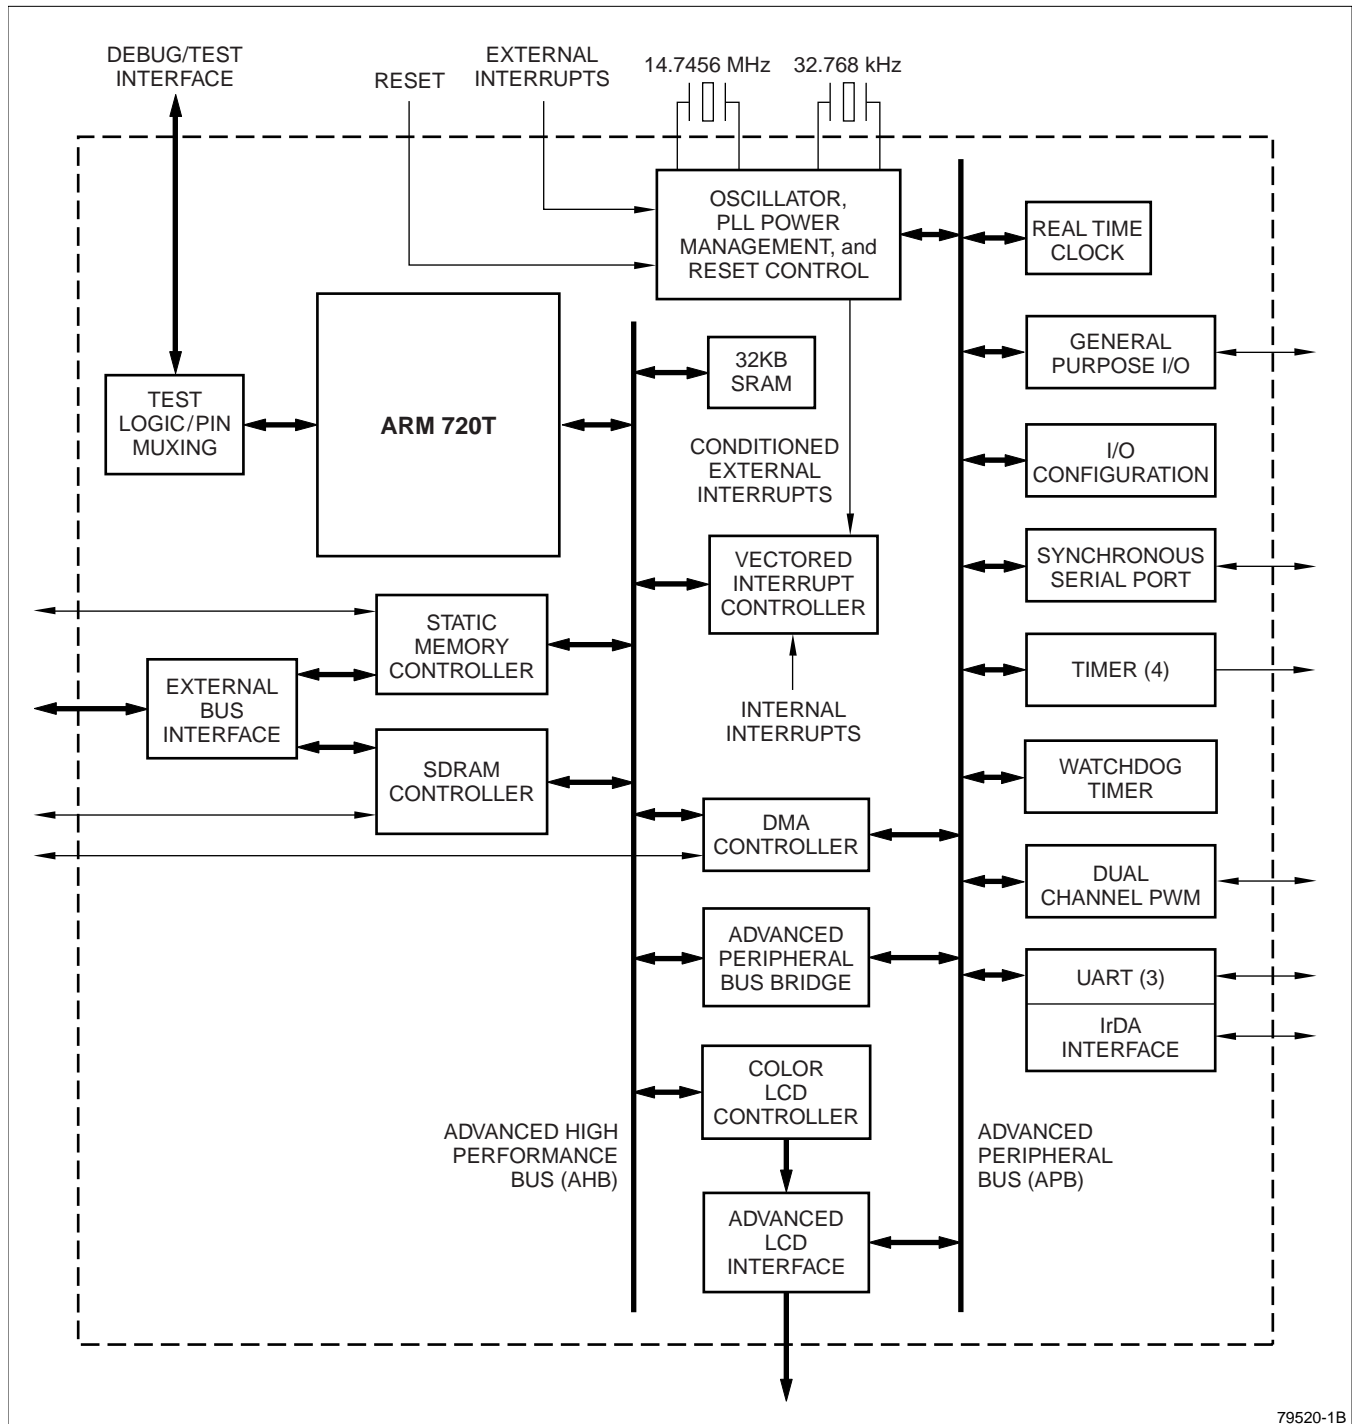 DEBUG/TEST
INTERFACE
RESET
EXTERNAL
INTERRUPTS
14.7456 MHz
32.768 kHz
OSCILLATOR,
PLL POWER
MANAGEMENT, and
RESET CONTROL
REAL TIME
CLOCK
ARM 720T
TEST
LOGIC/PIN
MUXING
32KB
SRAM
GENERAL
PURPOSE I/O
CONDITIONED
EXTERNAL
INTERRUPTS
I/O
CONFIGURATION
VECTORED
INTERRUPT
CONTROLLER
SYNCHRONOUS
SERIAL PORT
STATIC
MEMORY
CONTROLLER
EXTERNAL
BUS
INTERFACE
INTERNAL
INTERRUPTS
TIMER (4)
SDRAM
CONTROLLER
WATCHDOG
TIMER
DMA
CONTROLLER
DUAL
CHANNEL PWM
ADVANCED
PERIPHERAL
BUS BRIDGE
UART (3)
IrDA
INTERFACE
COLOR
LCD
CONTROLLER
ADVANCED HIGH
PERFORMANCE
BUS (AHB)
ADVANCED
PERIPHERAL
BUS (APB)
ADVANCED
LCD
INTERFACE
79520-1B